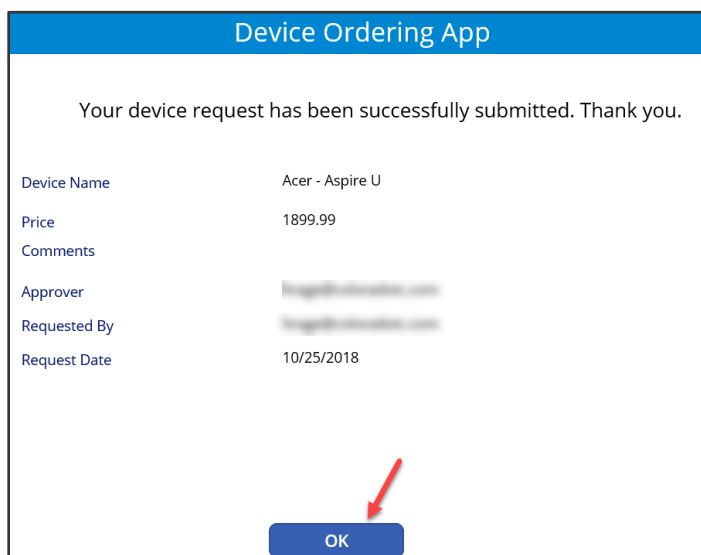 Device Ordering App
Your device request has been successfully submitted. Thank you.
Device Name Acer - Aspire U
Price 1899.99
Comments
Approver
Requested By
Request Date 10/25/2018
OK